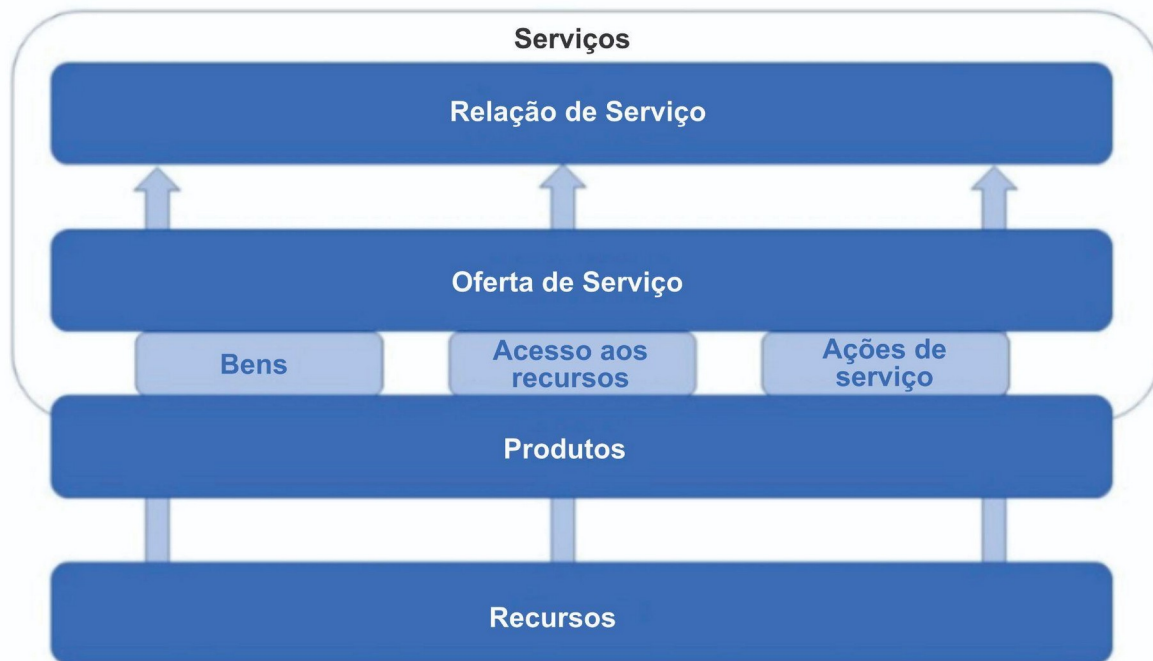 Serviços
Relação de Serviço
Oferta de Serviço
Bens
Acesso aos
recursos
Ações de
serviço
Produtos
Recursos